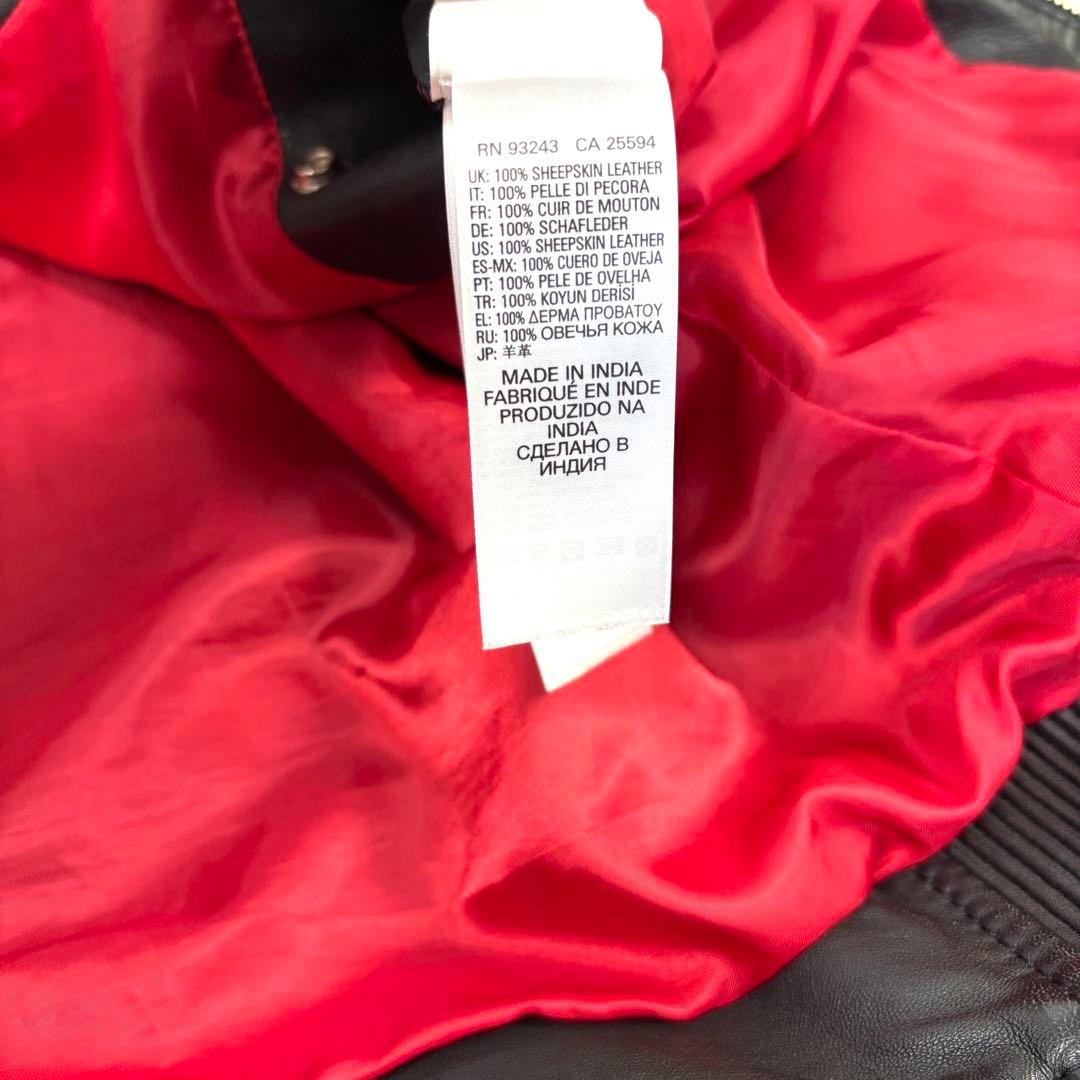 RN 93243 CA 25594
UK: 100% SHEEPSKIN LEATHER
IT: 100% PELLE DI PECORA
FR: 100% CUIR DE MOUTON
DE: 100% SCHAFLEDER
US: 100% SHEEPSKIN LEATHER
ES-MX: 100% CUERO DE OVEJA
PT: 100% PELE DE OVELHA
TR: 100% KOYUN DERİSİ
EL: 100% ΔΕΡΜΑ ΠΡΟΒΑΤΟΥ
RU: 100% ОВЕЧЬЯ КОЖА
JP: 羊革
MADE IN INDIA
FABRIQUÉ EN INDE
PRODUZIDO NA
INDIA
СДЕЛАНО В
ИНДИЯ